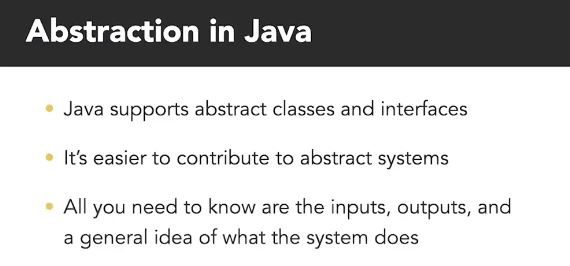 Abstraction in Java
• Java supports abstract classes and interfaces
• It's easier to contribute to abstract systems
• All you need to know are the inputs, outputs, and
a general idea of what the system does